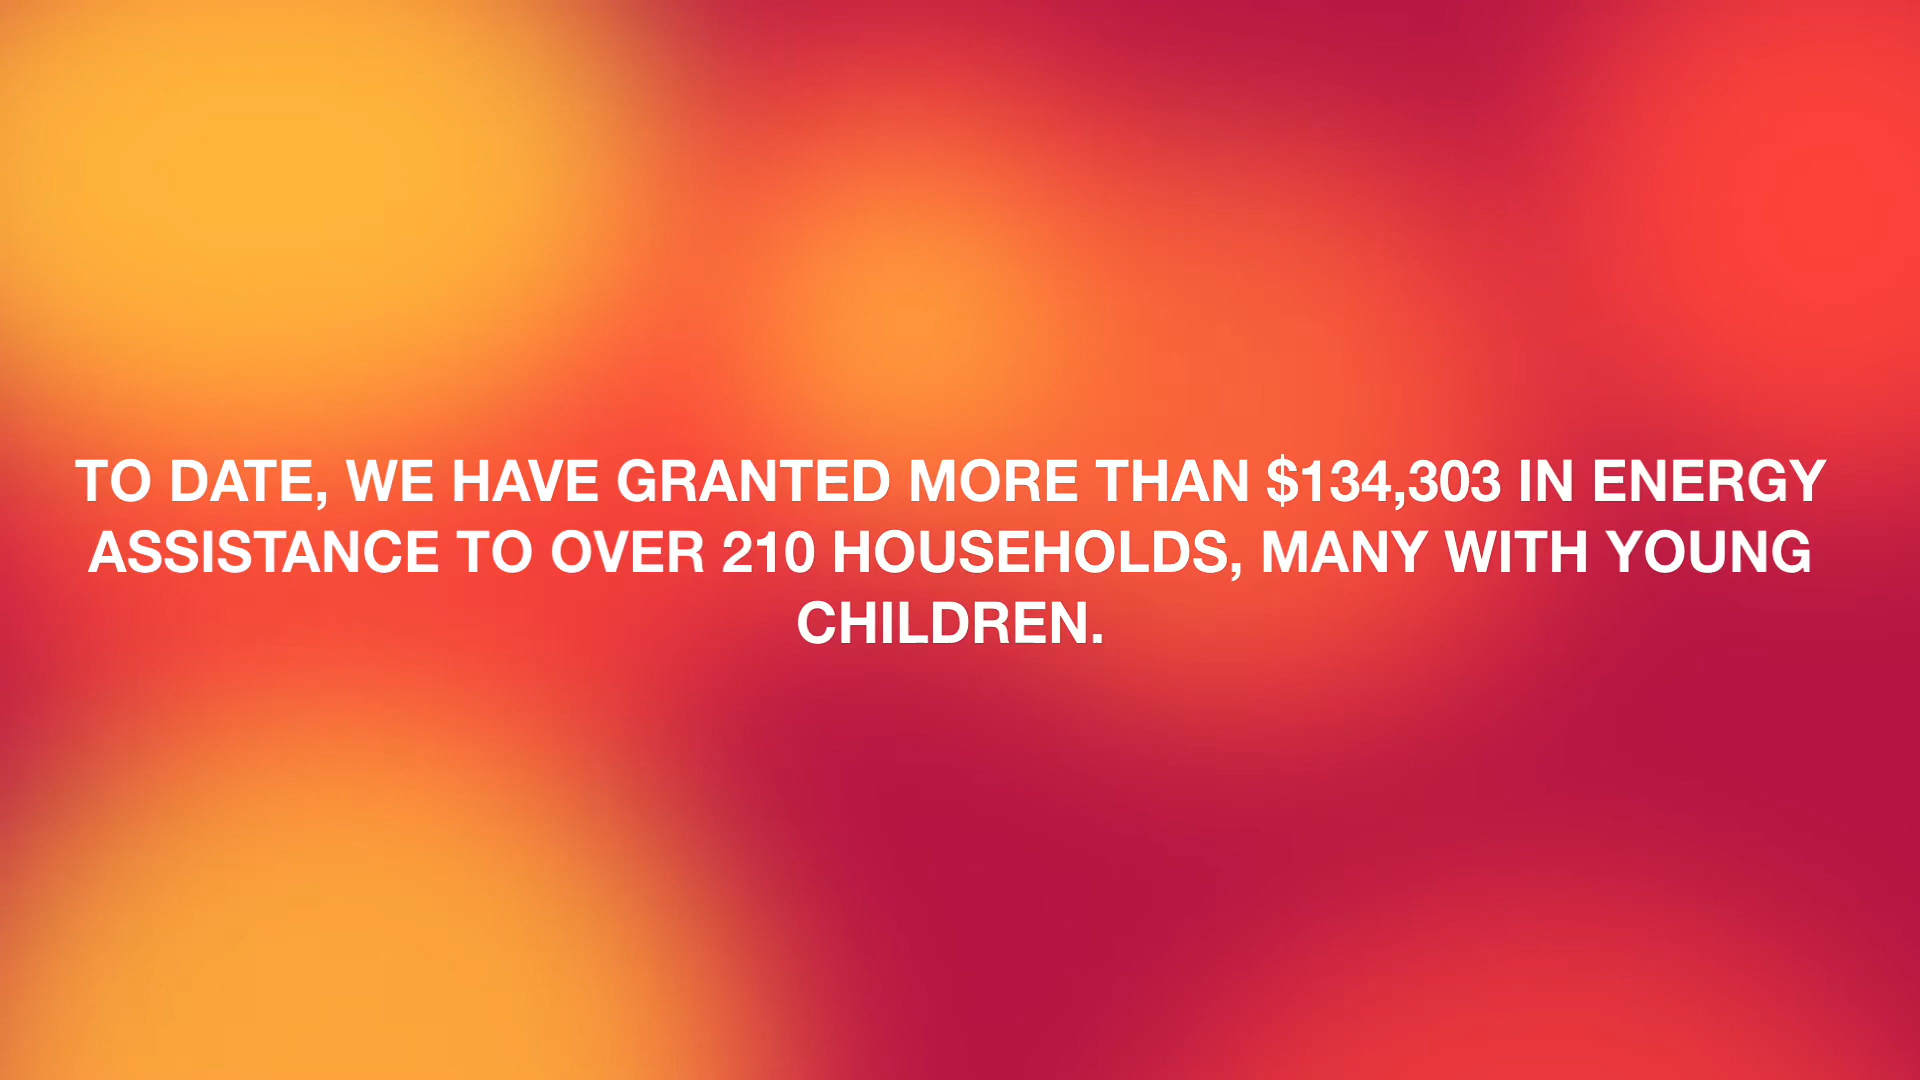 TO DATE, WE HAVE GRANTED MORE THAN $134,303 IN ENERGY
ASSISTANCE TO OVER 210 HOUSEHOLDS, MANY WITH YOUNG
CHILDREN.